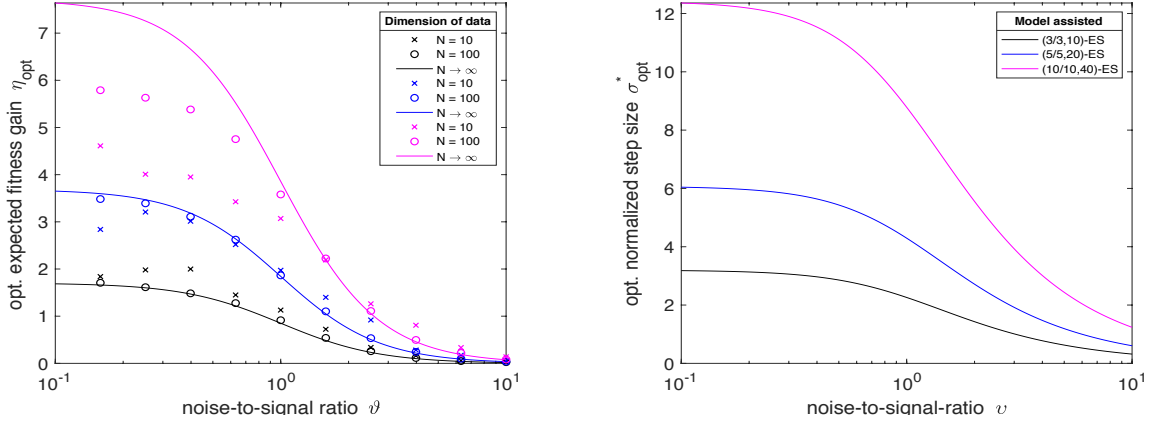 opt. expected fitness gain η_opt
7
6
5
4
3
2
1
0
10^-1
10^0
10^1
noise-to-signal ratio ϑ
Dimension of data
N = 10
N = 100
N → ∞
N = 10
N = 100
N → ∞
N = 10
N = 100
N → ∞
opt. normalized step size σ*_opt
12
10
8
6
4
2
0
10^-1
10^0
10^1
noise-to-signal-ratio υ
Model assisted
(3/3,10)-ES
(5/5,20)-ES
(10/10,40)-ES